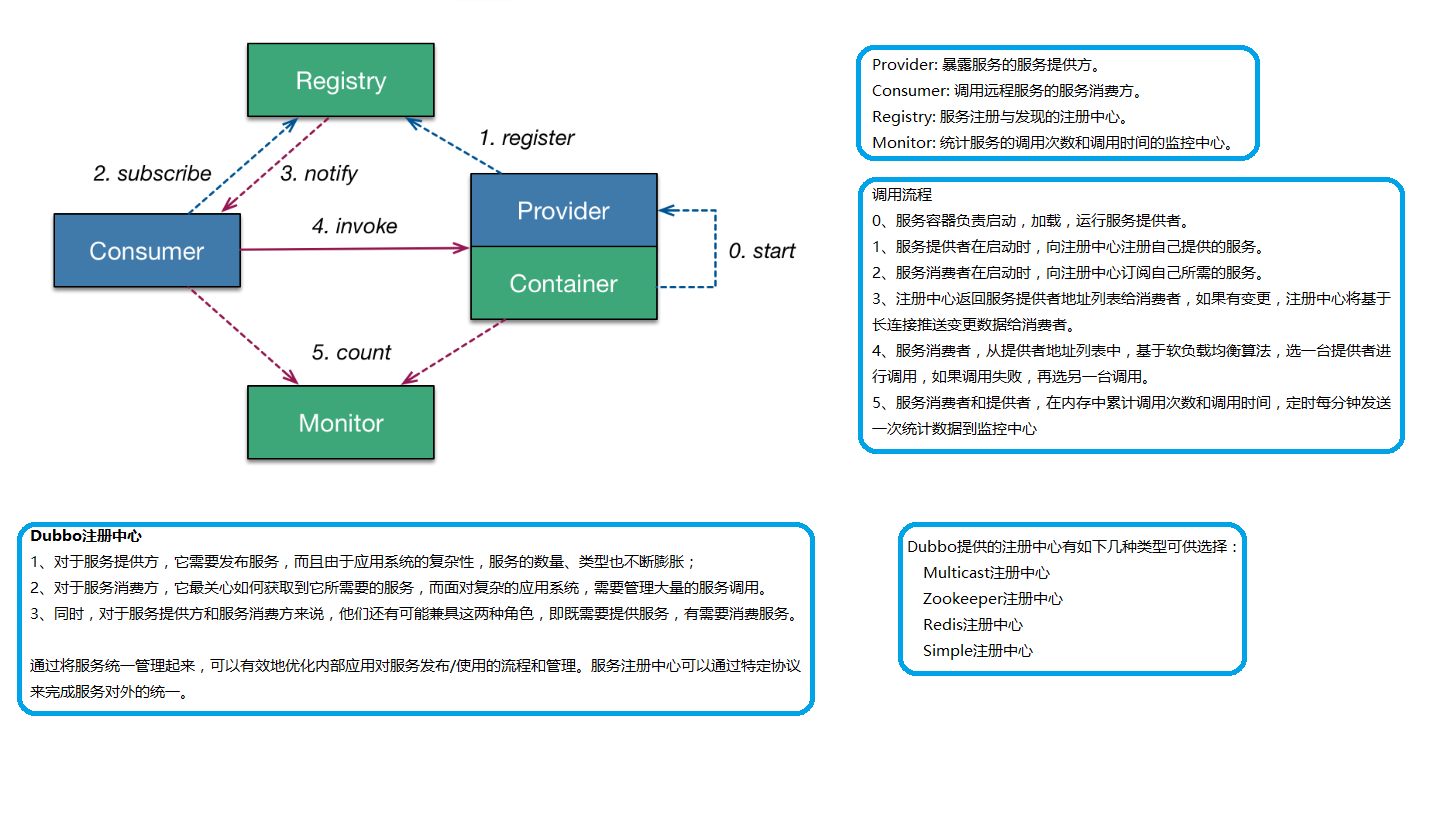 Registry
1. register
2. subscribe
3. notify
Provider
4. invoke
Consumer
0. start
Container
5. count
Monitor
Provider: 暴露服务的服务提供方。
Consumer: 调用远程服务的服务消费方。
Registry: 服务注册与发现的注册中心。
Monitor: 统计服务的调用次数和调用时间的监控中心。
调用流程
0、服务容器负责启动，加载，运行服务提供者。
1、服务提供者在启动时，向注册中心注册自己提供的服务。
2、服务消费者在启动时，向注册中心订阅自己所需的服务。
3、注册中心返回服务提供者地址列表给消费者，如果有变更，注册中心将基于
长连接推送变更数据给消费者。
4、服务消费者，从提供者地址列表中，基于软负载均衡算法，选一台提供者进
行调用，如果调用失败，再选另一台调用。
5、服务消费者和提供者，在内存中累计调用次数和调用时间，定时每分钟发送
一次统计数据到监控中心
Dubbo注册中心
1、对于服务提供方，它需要发布服务，而且由于应用系统的复杂性，服务的数量、类型也不断膨胀；
2、对于服务消费方，它最关心如何获取到它所需要的服务，而面对复杂的应用系统，需要管理大量的服务调用。
3、同时，对于服务提供方和服务消费方来说，他们还有可能兼具这两种角色，即既需要提供服务，有需要消费服务。
通过将服务统一管理起来，可以有效地优化内部应用对服务发布/使用的流程和管理。服务注册中心可以通过特定协议
来完成服务对外的统一。
Dubbo提供的注册中心有如下几种类型可供选择：
Multicast注册中心
Zookeeper注册中心
Redis注册中心
Simple注册中心